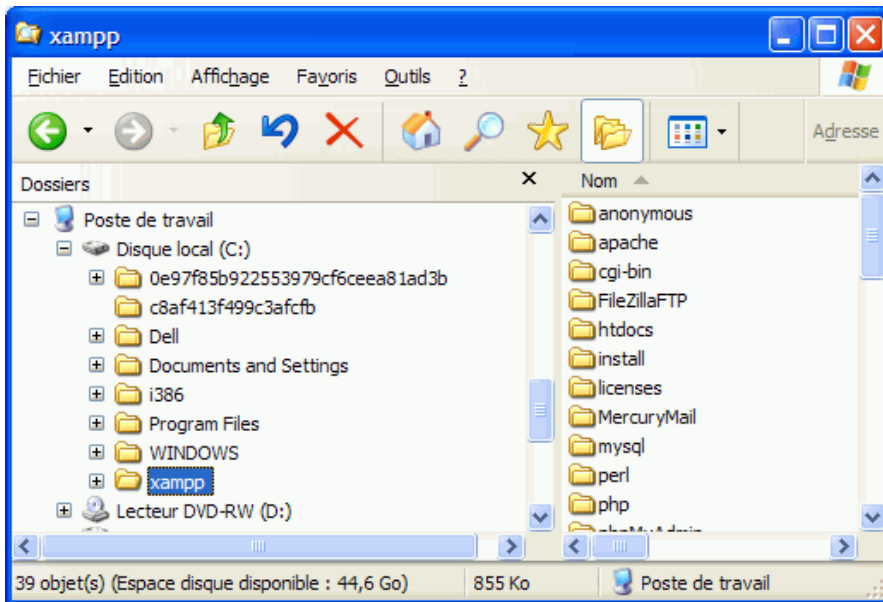 xampp
Fichier Edition Affichage Favoris Outils ?
Adresse
Dossiers
Poste de travail
Disque local (C:)
0e97f85b922553979cf6ceea81ad3b
c8af413f499c3afcfb
Dell
Documents and Settings
i386
Program Files
WINDOWS
xampp
Lecteur DVD-RW (D:)
Nom
anonymous
apache
cgi-bin
FileZillaFTP
htdocs
install
licenses
MercuryMail
mysql
perl
php
phpMyAdmin
39 objet(s) (Espace disque disponible : 44,6 Go) 855 Ko Poste de travail